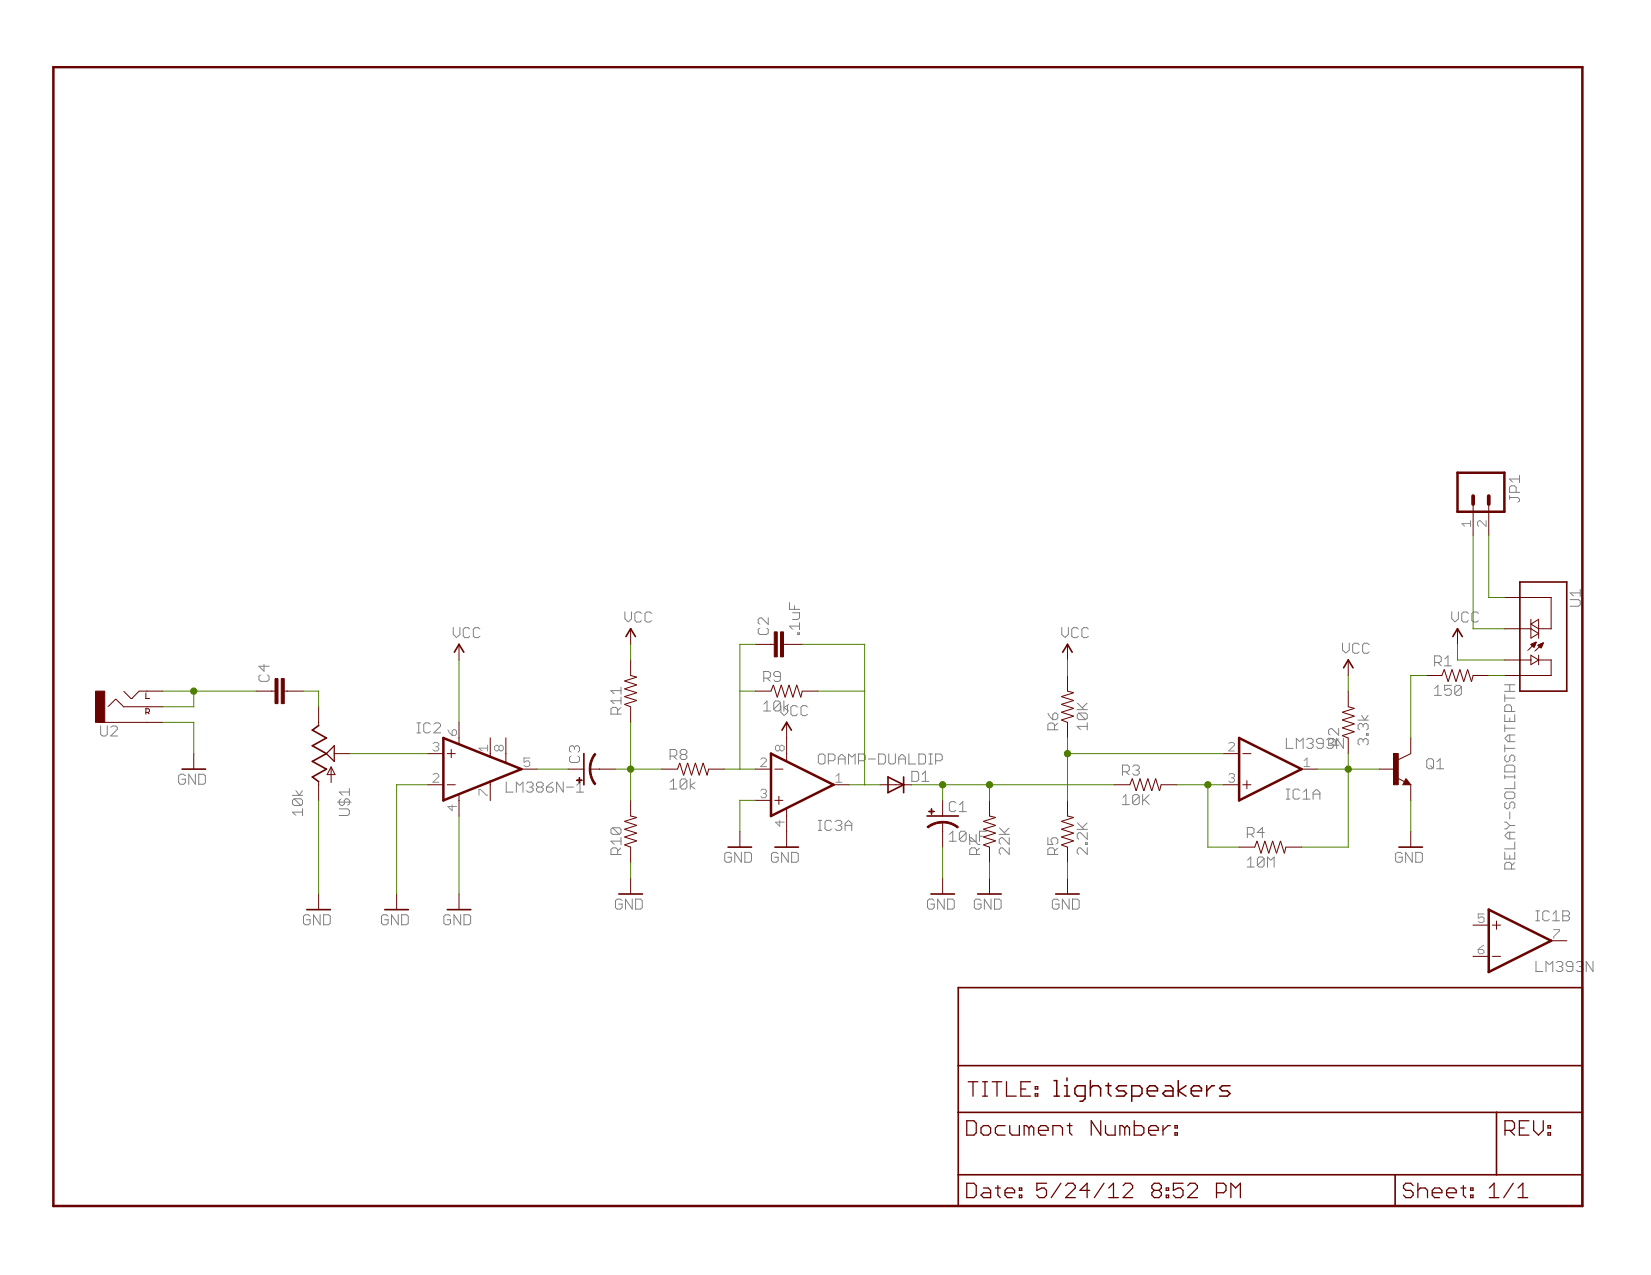 JP1
1
2
U1
VCC
R1
150
RELAY-SOLIDSTATEPTH
VCC
R2
3.3k
Q1
GND
L
R
U2
GND
C4
10k
U$1
GND
IC2
VCC
6
1
8
3
2
5
4
7
LM386N-1
GND
GND
C3
VCC
R11
R10
GND
R8
10k
C2
.1uF
R9
10k
VCC
8
2
3
1
4
OPAMP-DUALDIP
IC3A
GND
GND
D1
C1
10uF
GND
R7
22K
GND
VCC
R6
10K
R5
2.2K
GND
R3
10K
2
3
1
LM393N
IC1A
R4
10M
5
6
7
IC1B
LM393N
TITLE: lightspeakers
Document Number:
REV:
Date: 5/24/12 8:52 PM
Sheet: 1/1